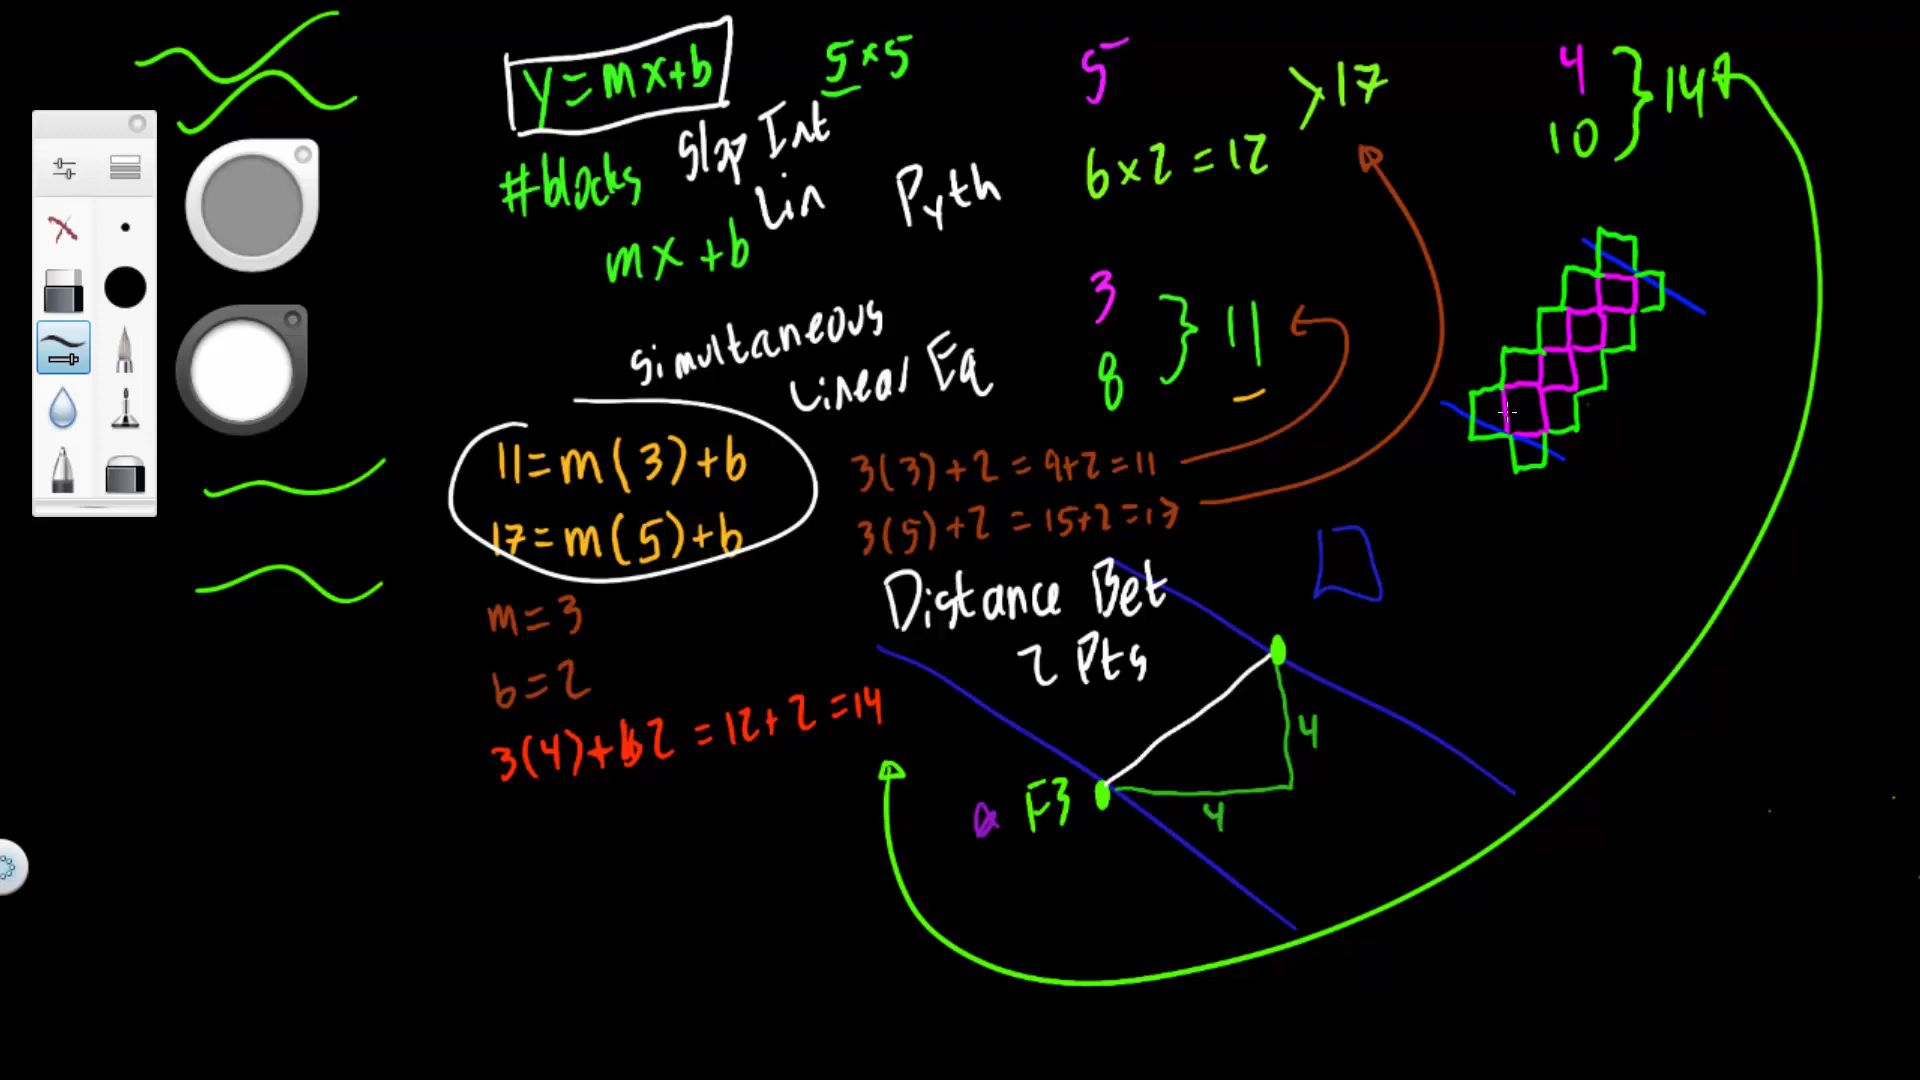 y=mx+b
5×5
#blocks
Slop Int
Lin
mx+b
Pyth
5
6×2=12
>17
4
10
}14
simultaneous
Linear Eq
3
8
}11
11=m(3)+b
17=m(5)+b
3(3)+2=9+2=11
3(5)+2=15+2=17
m=3
b=2
3(4)+2=12+2=14
Distance Bet
2 Pts
4
4
F3